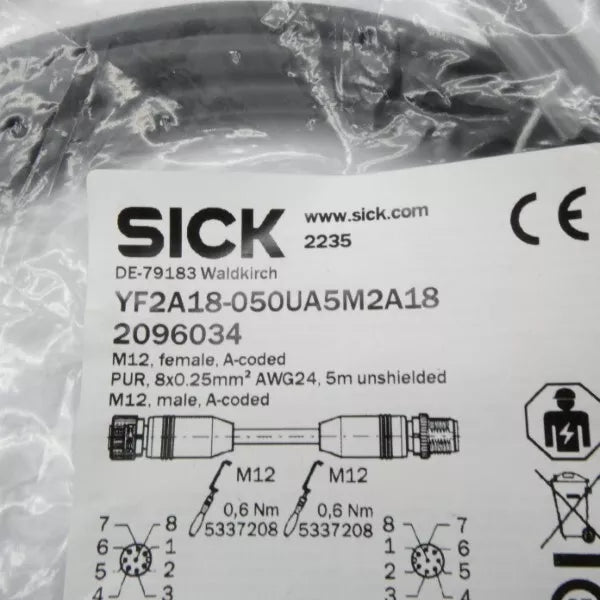 SICK
www.sick.com
2235
CE
DE-79183 Waldkirch
YF2A18-050UA5M2A18
2096034
M12, female, A-coded
PUR, 8x0.25mm² AWG24, 5m unshielded
M12, male, A-coded
M12 M12
0,6 Nm 0,6 Nm
5337208 5337208
7 8 8 7
6 1 1 6
5 2 2 5
4 3 3 4